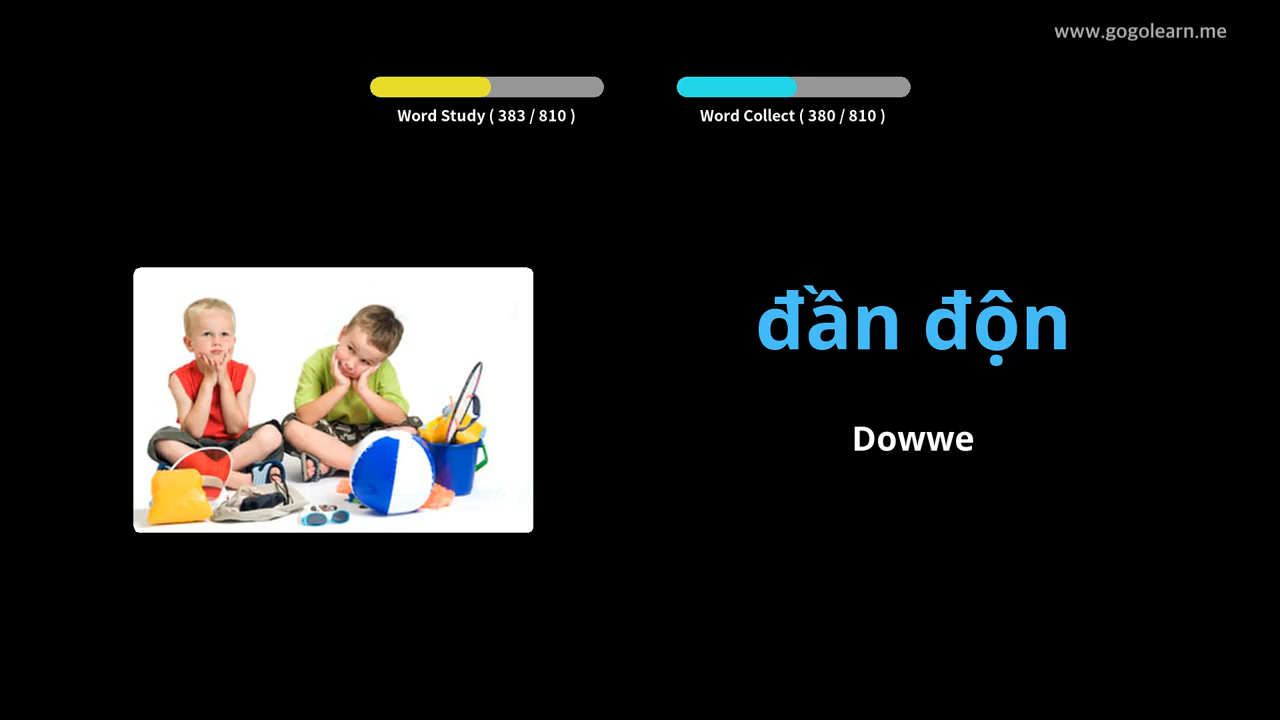 www.gogolearn.me
Word Study ( 383 / 810 )
Word Collect ( 380 / 810 )
đần độn
Dowwe